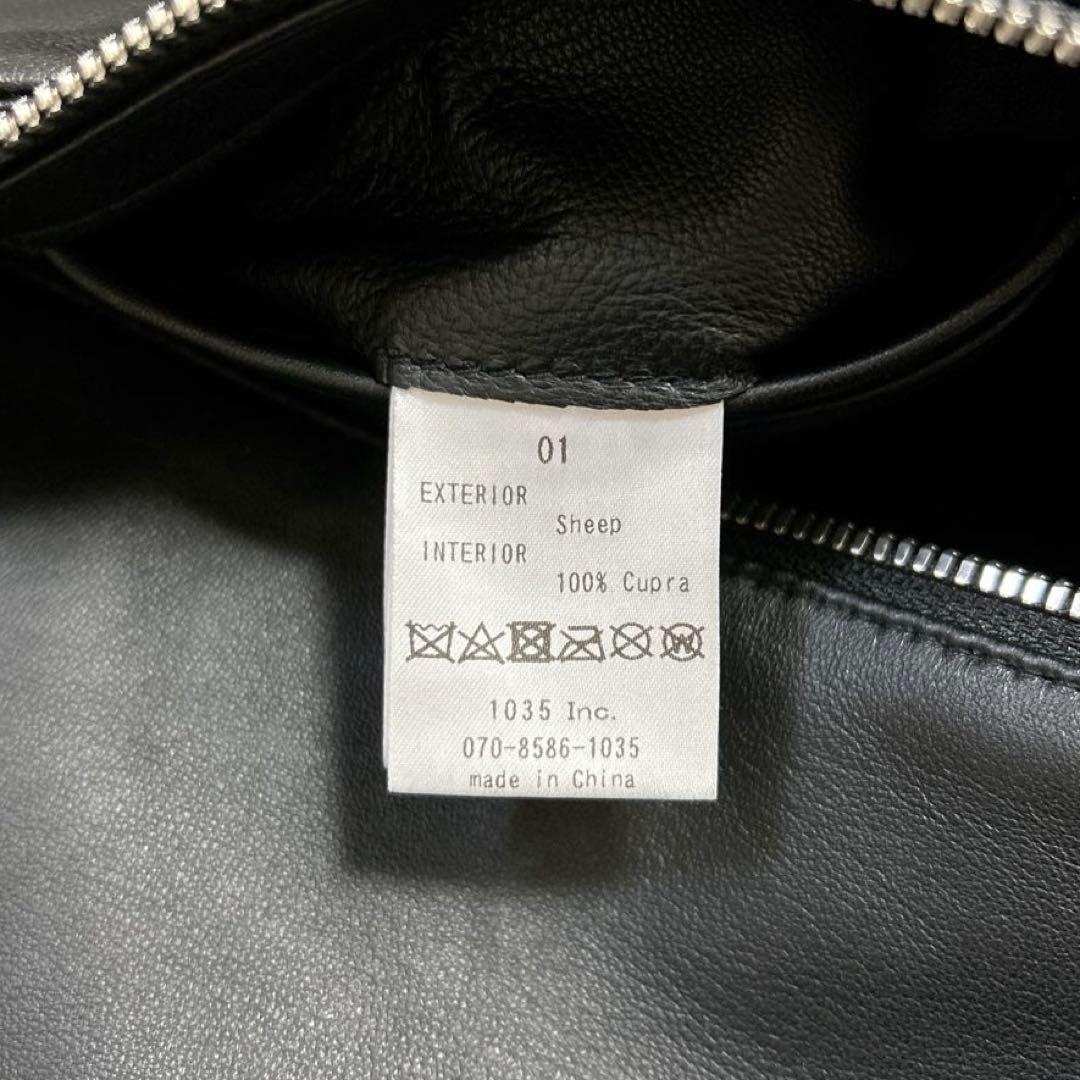 01
EXTERIOR
Sheep
INTERIOR
100% Cupra
1035 Inc.
070-8586-1035
made in China